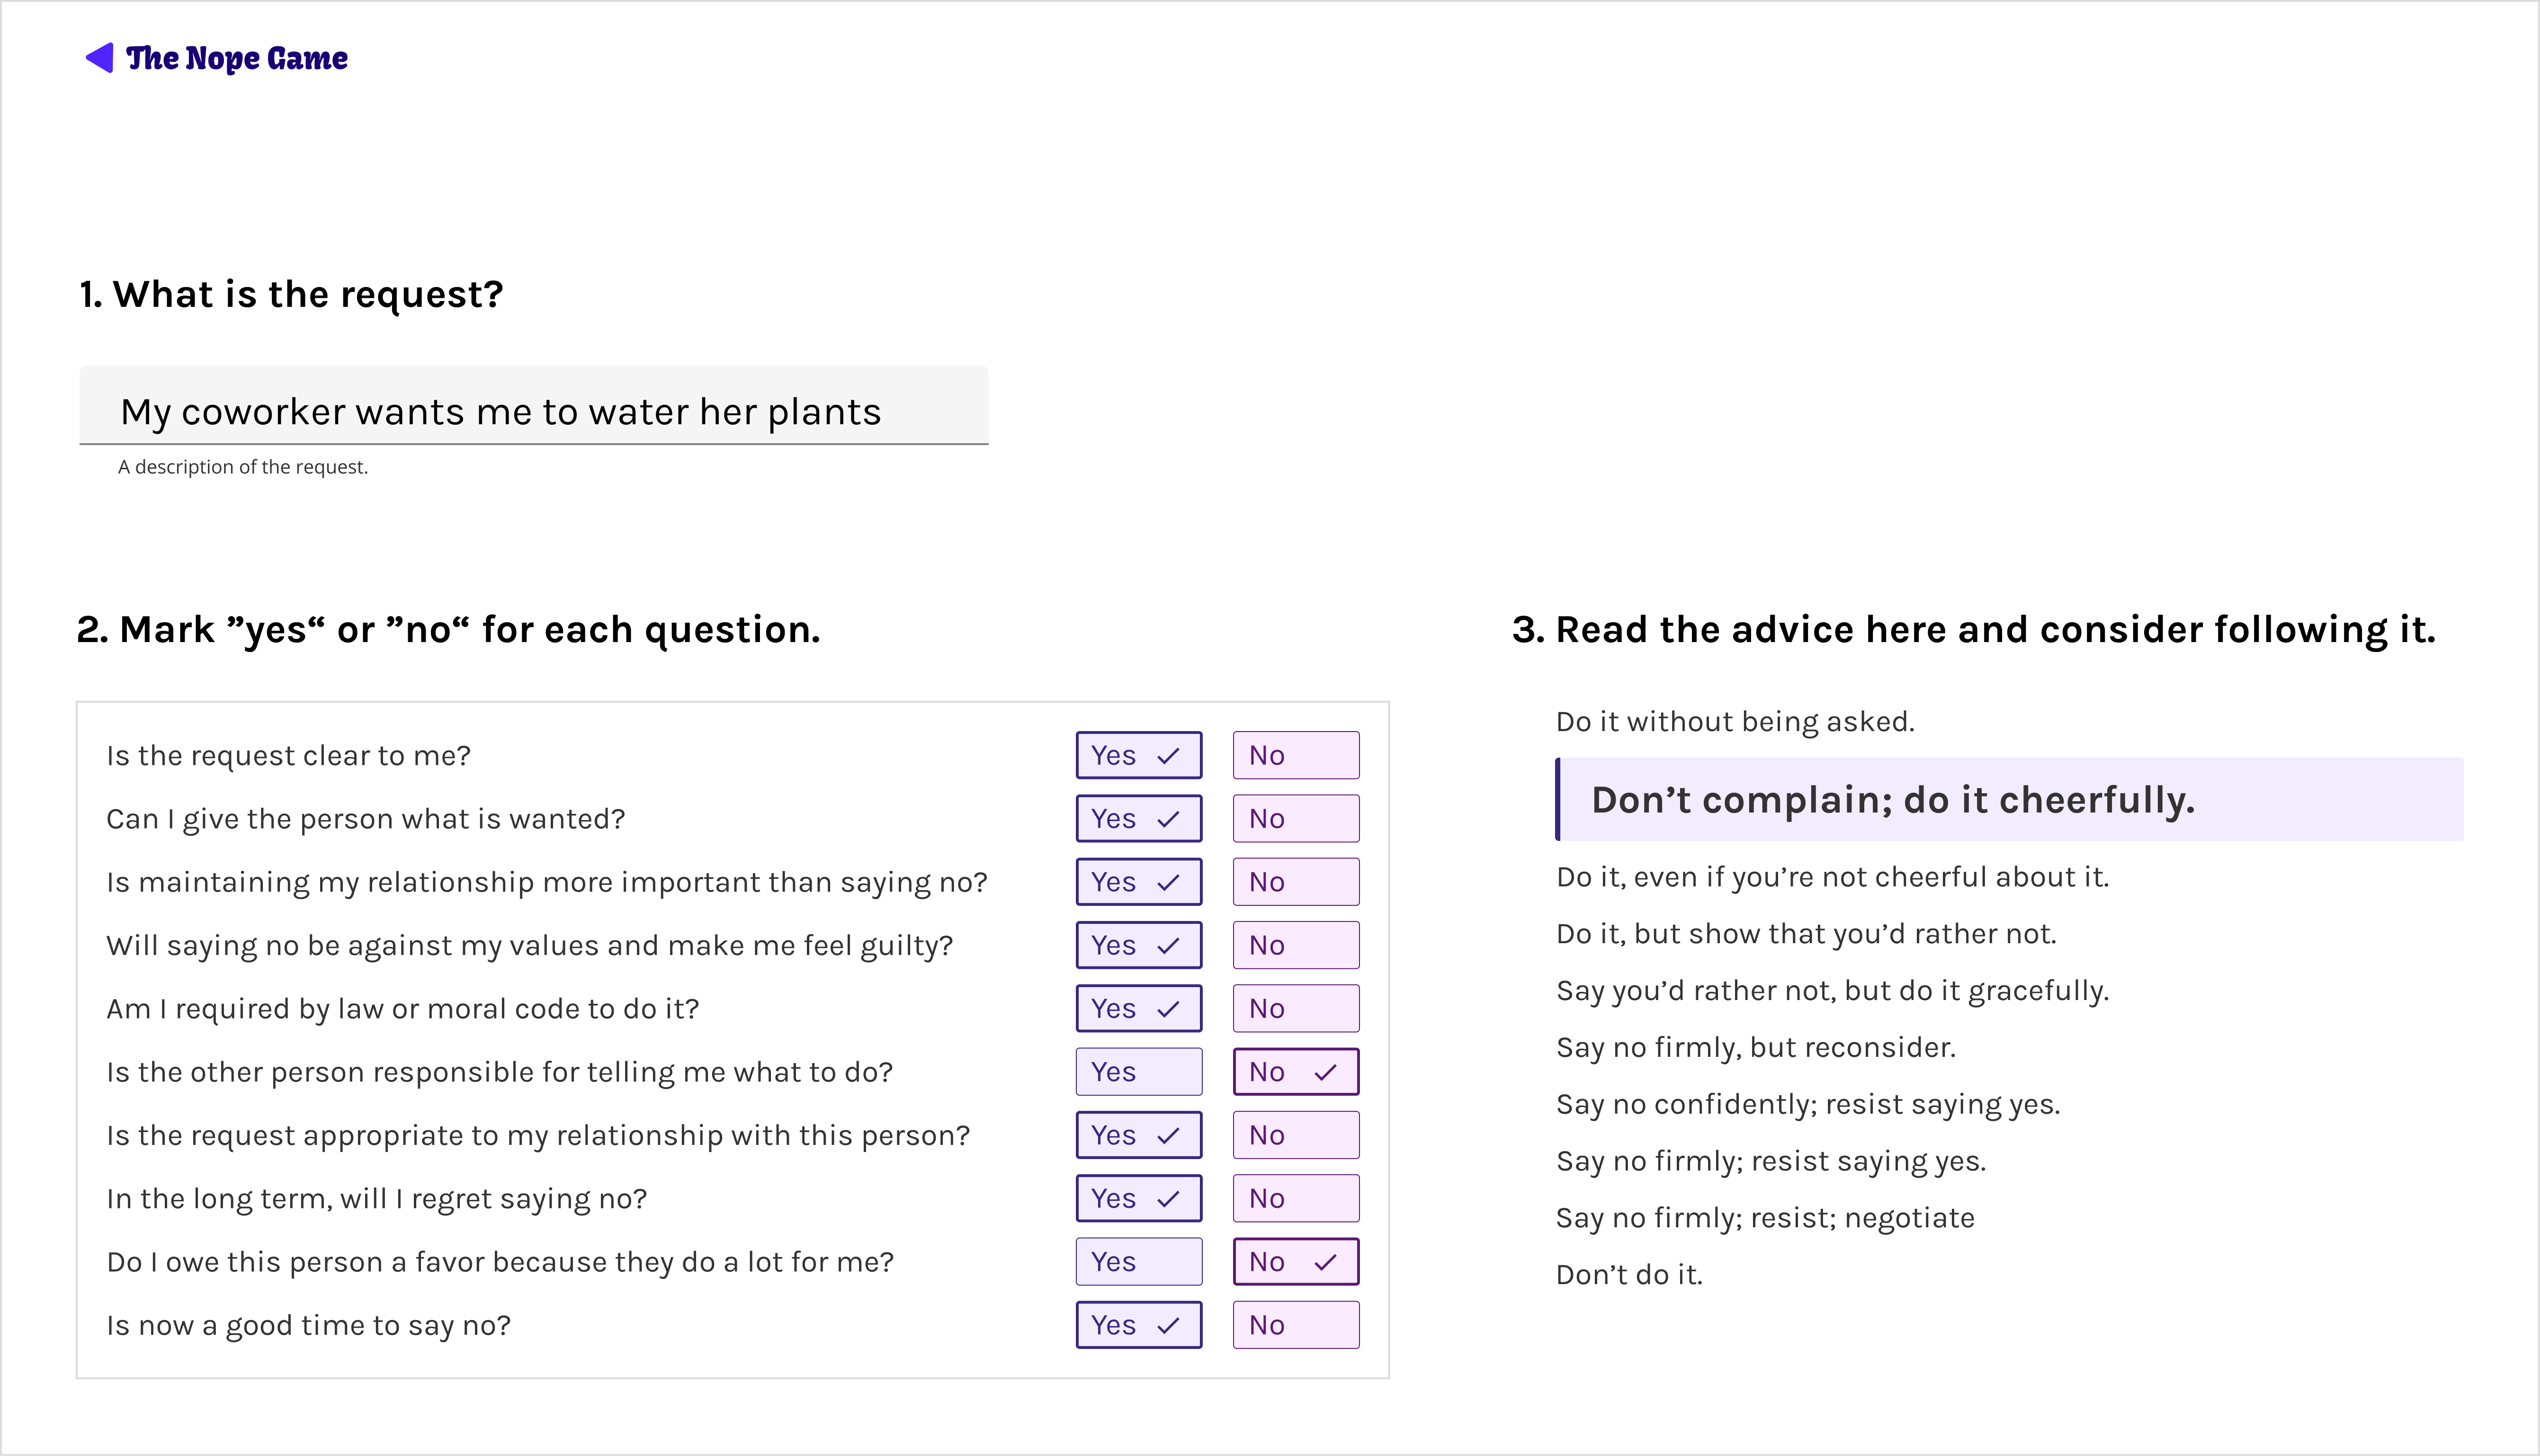 The Nope Game
1. What is the request?
My coworker wants me to water her plants
A description of the request.
2. Mark ”yes“ or ”no“ for each question.
Is the request clear to me? Yes No
Can I give the person what is wanted? Yes No
Is maintaining my relationship more important than saying no? Yes No
Will saying no be against my values and make me feel guilty? Yes No
Am I required by law or moral code to do it? Yes No
Is the other person responsible for telling me what to do? Yes No
Is the request appropriate to my relationship with this person? Yes No
In the long term, will I regret saying no? Yes No
Do I owe this person a favor because they do a lot for me? Yes No
Is now a good time to say no? Yes No
3. Read the advice here and consider following it.
Do it without being asked.
Don’t complain; do it cheerfully.
Do it, even if you’re not cheerful about it.
Do it, but show that you’d rather not.
Say you’d rather not, but do it gracefully.
Say no firmly, but reconsider.
Say no confidently; resist saying yes.
Say no firmly; resist saying yes.
Say no firmly; resist; negotiate
Don’t do it.